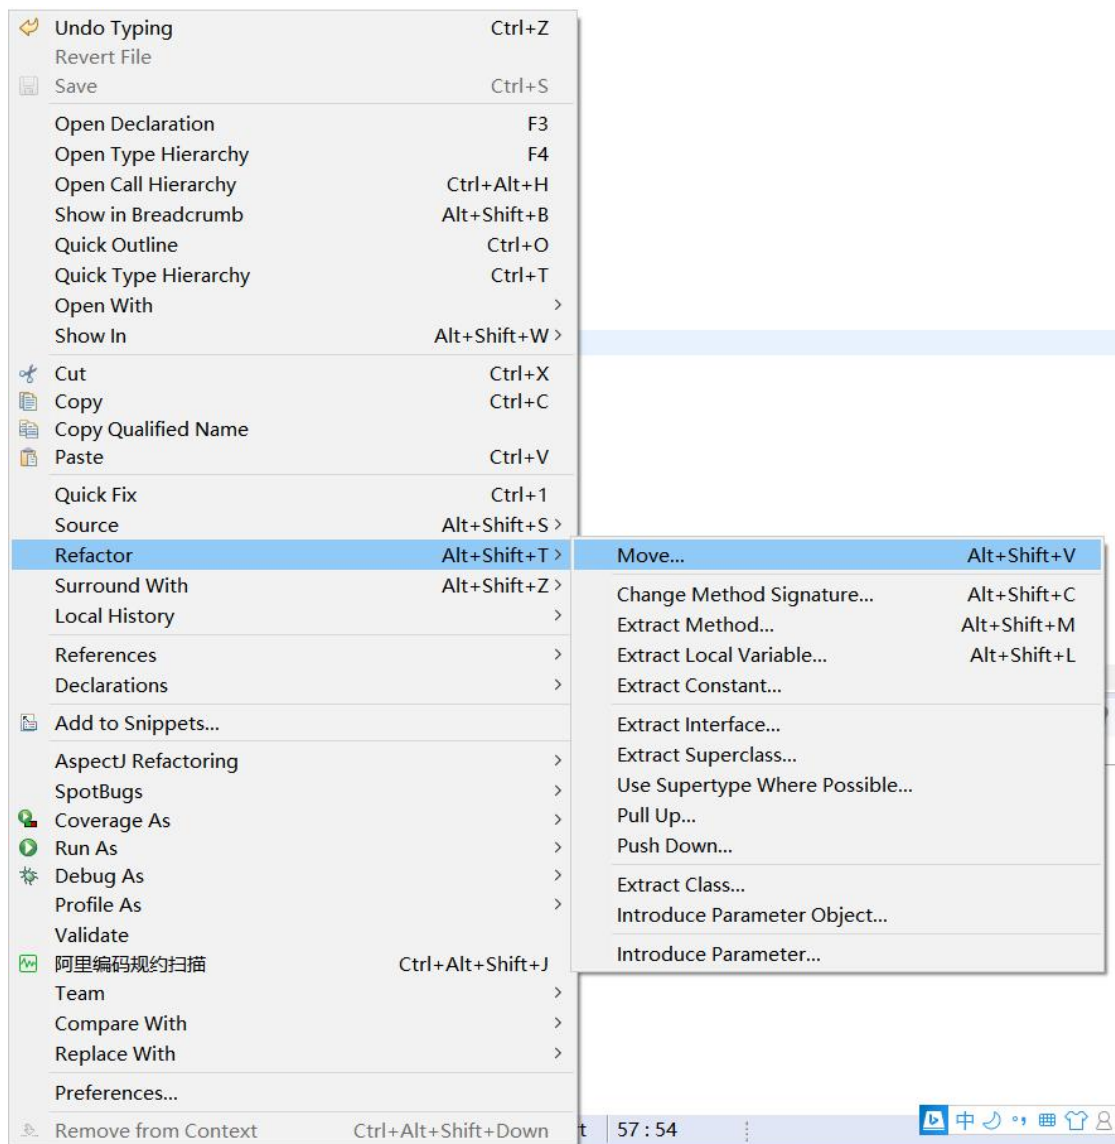 Undo Typing Ctrl+Z
Revert File
Save Ctrl+S
Open Declaration F3
Open Type Hierarchy F4
Open Call Hierarchy Ctrl+Alt+H
Show in Breadcrumb Alt+Shift+B
Quick Outline Ctrl+O
Quick Type Hierarchy Ctrl+T
Open With >
Show In Alt+Shift+W >
Cut Ctrl+X
Copy Ctrl+C
Copy Qualified Name
Paste Ctrl+V
Quick Fix Ctrl+1
Source Alt+Shift+S >
Refactor Alt+Shift+T >
Surround With Alt+Shift+Z >
Local History >
References >
Declarations >
Add to Snippets...
AspectJ Refactoring >
SpotBugs >
Coverage As >
Run As >
Debug As >
Profile As >
Validate
阿里编码规约扫描 Ctrl+Alt+Shift+J
Team >
Compare With >
Replace With >
Preferences...
Remove from Context Ctrl+Alt+Shift+Down
Move... Alt+Shift+V
Change Method Signature... Alt+Shift+C
Extract Method... Alt+Shift+M
Extract Local Variable... Alt+Shift+L
Extract Constant...
Extract Interface...
Extract Superclass...
Use Supertype Where Possible...
Pull Up...
Push Down...
Extract Class...
Introduce Parameter Object...
Introduce Parameter...
t 57 : 54
中